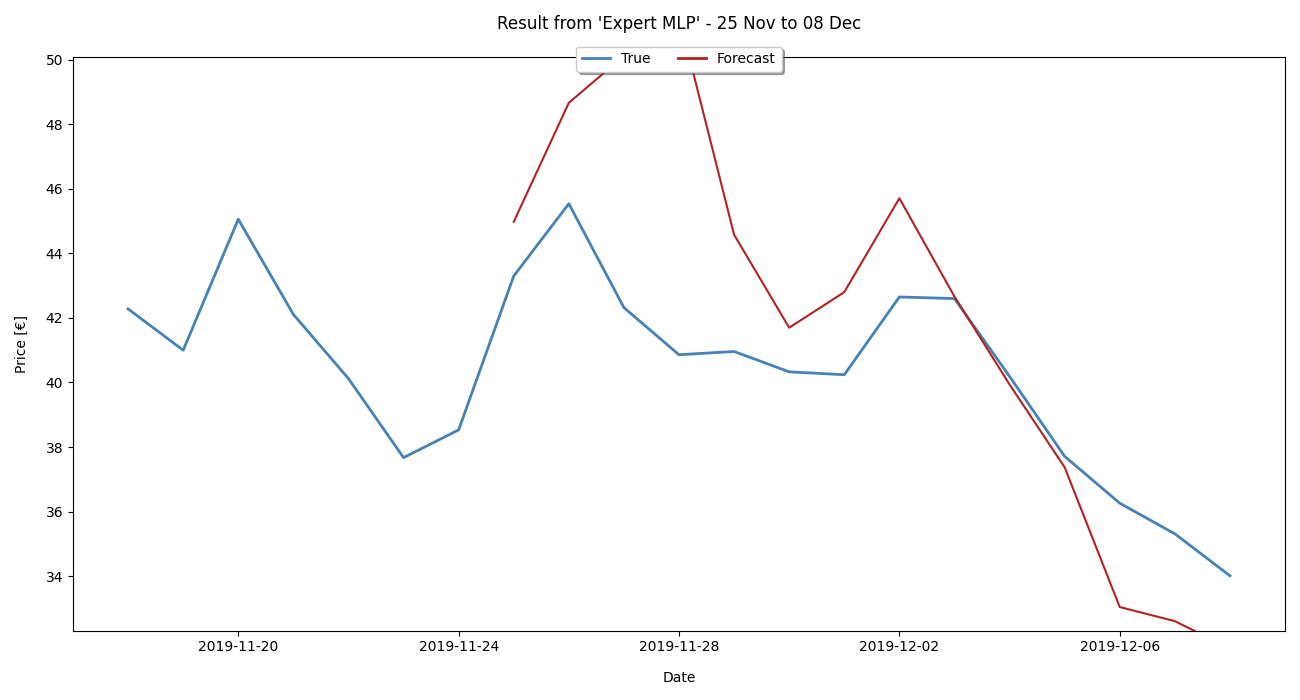 Result from 'Expert MLP' - 25 Nov to 08 Dec
True
Forecast
50
48
46
44
42
40
38
36
34
Price [€]
2019-11-20
2019-11-24
2019-11-28
2019-12-02
2019-12-06
Date